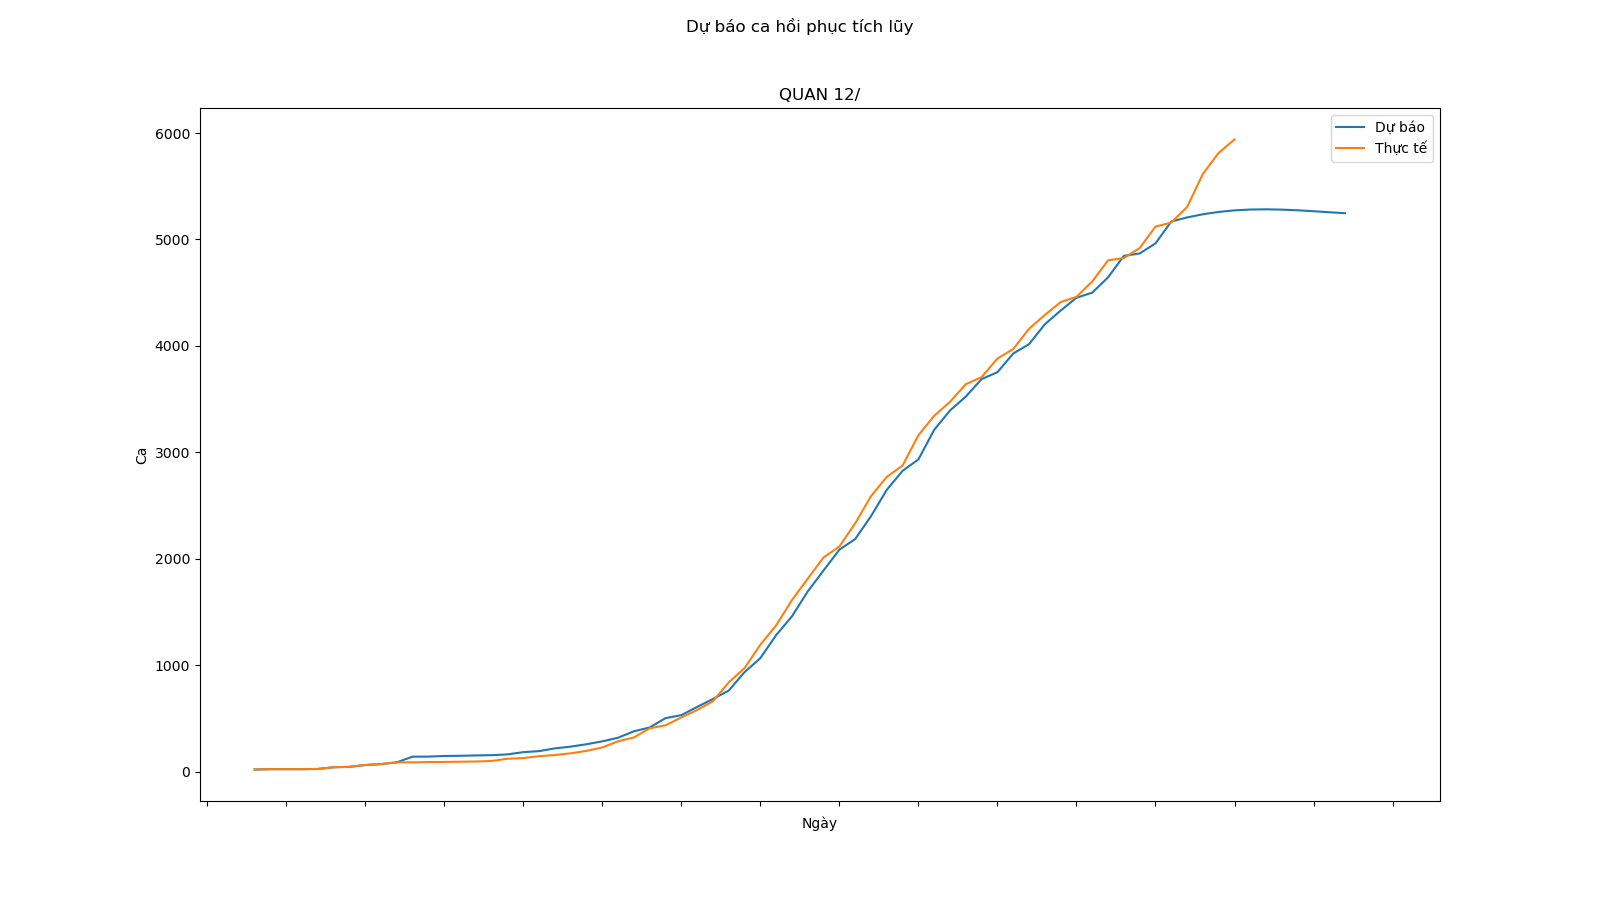 Dự báo ca hồi phục tích lũy
QUAN 12/
Dự báo
Thực tế
6000
5000
4000
3000
2000
1000
0
Ca
Ngày